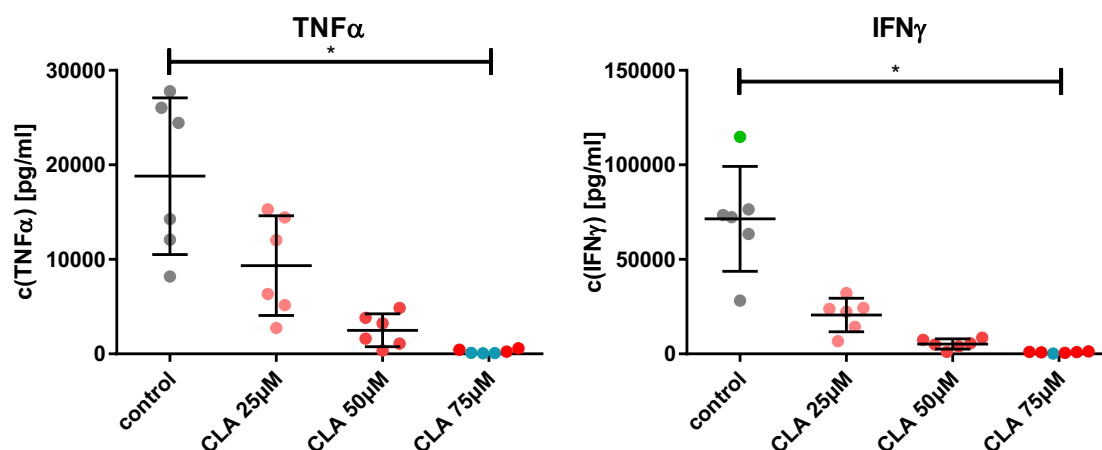 TNFα
*
30000
20000
10000
0
c(TNFα) [pg/ml]
control
CLA 25μM
CLA 50μM
CLA 75μM
IFNγ
*
150000
100000
50000
0
c(IFNγ) [pg/ml]
control
CLA 25μM
CLA 50μM
CLA 75μM